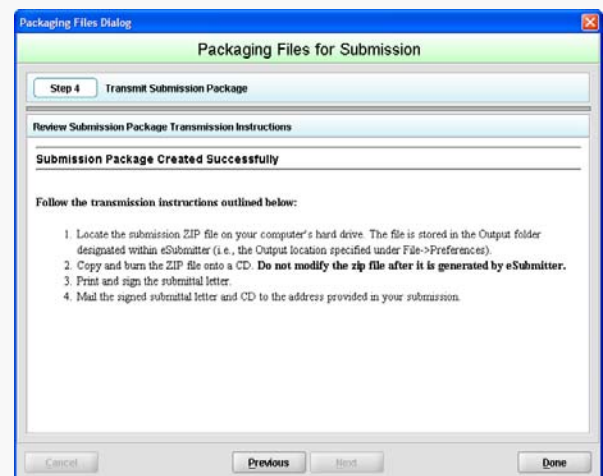 Packaging Files Dialog
Packaging Files for Submission
Step 4 Transmit Submission Package
Review Submission Package Transmission Instructions
Submission Package Created Successfully
Follow the transmission instructions outlined below:
1. Locate the submission ZIP file on your computer's hard drive. The file is stored in the Output folder
designated within eSubmitter (i.e., the Output location specified under File->Preferences).
2. Copy and burn the ZIP file onto a CD. Do not modify the zip file after it is generated by eSubmitter.
3. Print and sign the submittal letter.
4. Mail the signed submittal letter and CD to the address provided in your submission.
Cancel Previous Next Done